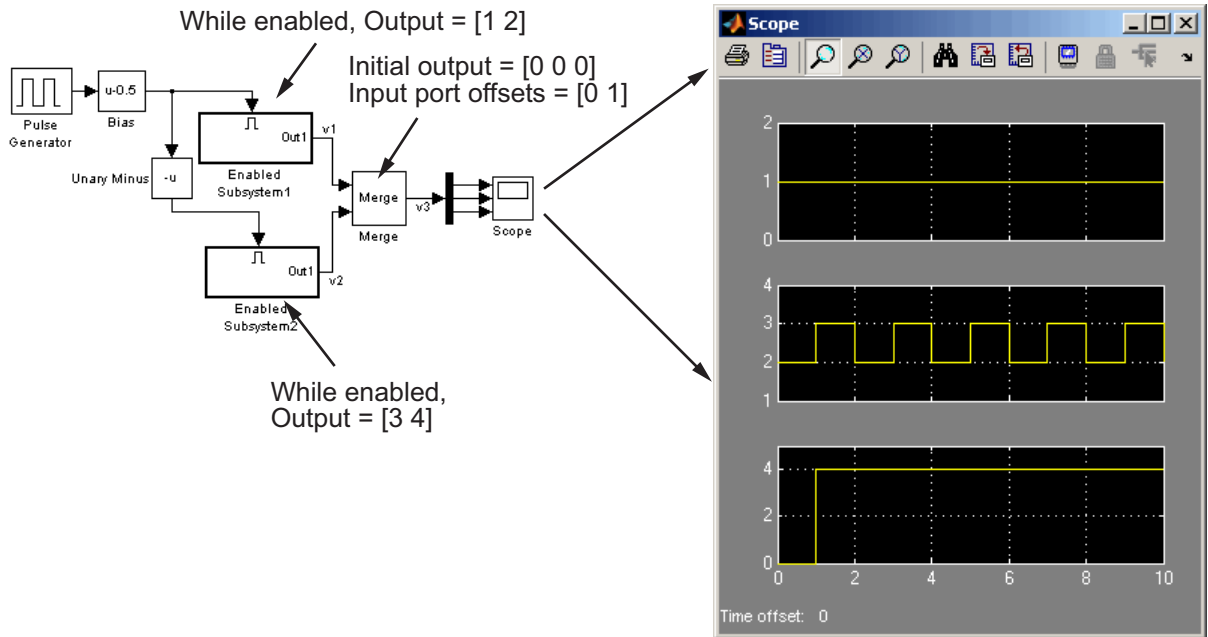 While enabled, Output = [1 2]
Initial output = [0 0 0]
Input port offsets = [0 1]
Pulse
Generator
u-0.5
Bias
Unary Minus
-u
Out1
v1
Enabled
Subsystem1
Out1
v2
Enabled
Subsystem2
Merge
Merge
v3
Scope
While enabled,
Output = [3 4]
Scope
2
1
0
4
3
2
1
4
2
0
0 2 4 6 8 10
Time offset: 0